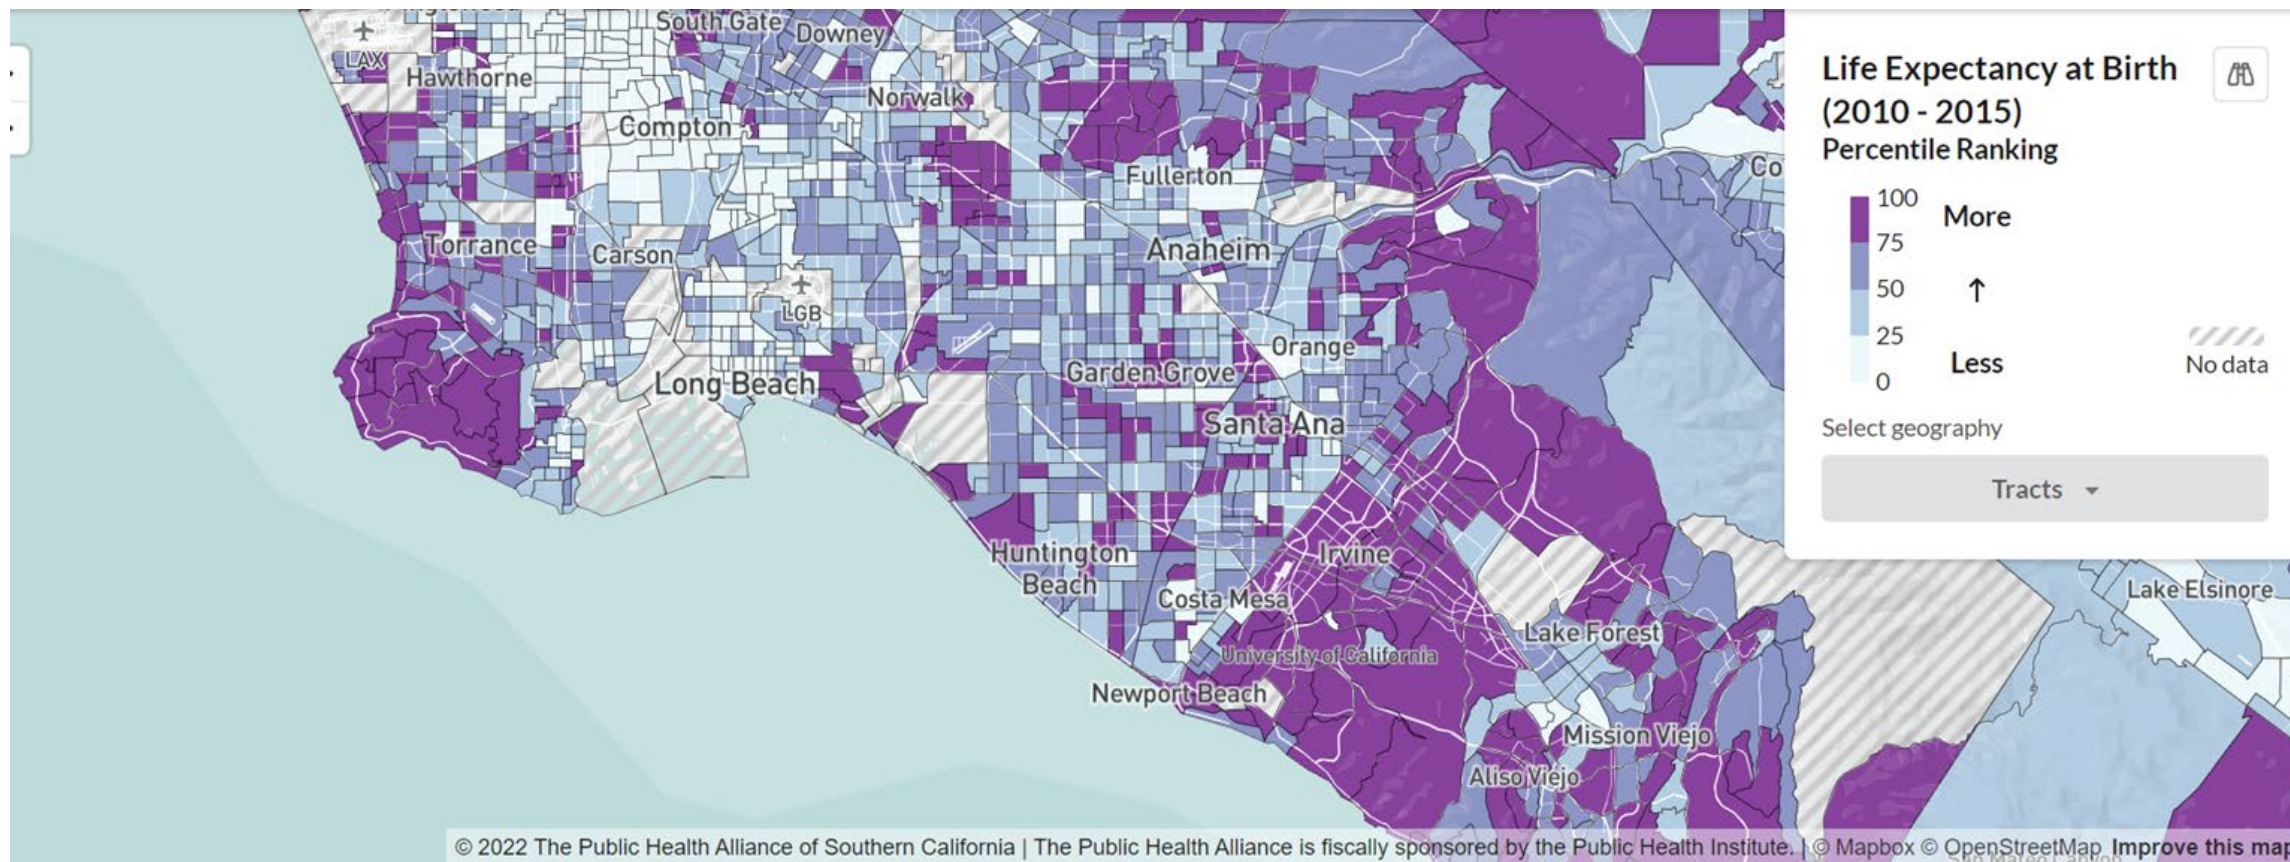 South Gate
Downey
LAX
Hawthorne
Norwalk
Compton
Fullerton
Torrance
Carson
Anaheim
LGB
Orange
Long Beach
Garden Grove
Santa Ana
Huntington
Beach
Irvine
Costa Mesa
Lake Forest
University of California
Newport Beach
Mission Viejo
Aliso Viejo
Lake Elsinore
Co
Life Expectancy at Birth
(2010 - 2015)
Percentile Ranking
100
75
50
25
0
More
↑
Less
No data
Select geography
Tracts
© 2022 The Public Health Alliance of Southern California | The Public Health Alliance is fiscally sponsored by the Public Health Institute. | © Mapbox © OpenStreetMap Improve this map